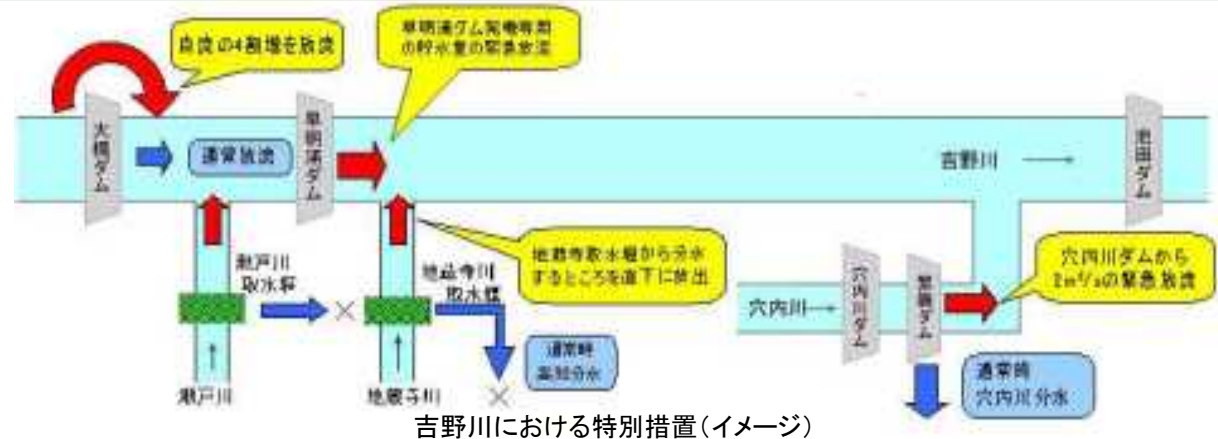 自流の4割増を放流
早明浦ダム発電専用
の貯水量の緊急放流
大橋ダム
通常放流
早明浦ダム
吉野川
池田ダム
瀬戸川
取水堰
地蔵寺川
取水堰
地蔵寺取水堰から分水
するところを直下に放出
穴内川
穴内川ダム
繁藤ダム
穴内川ダムから
2m³/sの緊急放流
通常時
高知分水
通常時
穴内川分水
瀬戸川
地蔵寺川
吉野川における特別措置(イメージ)